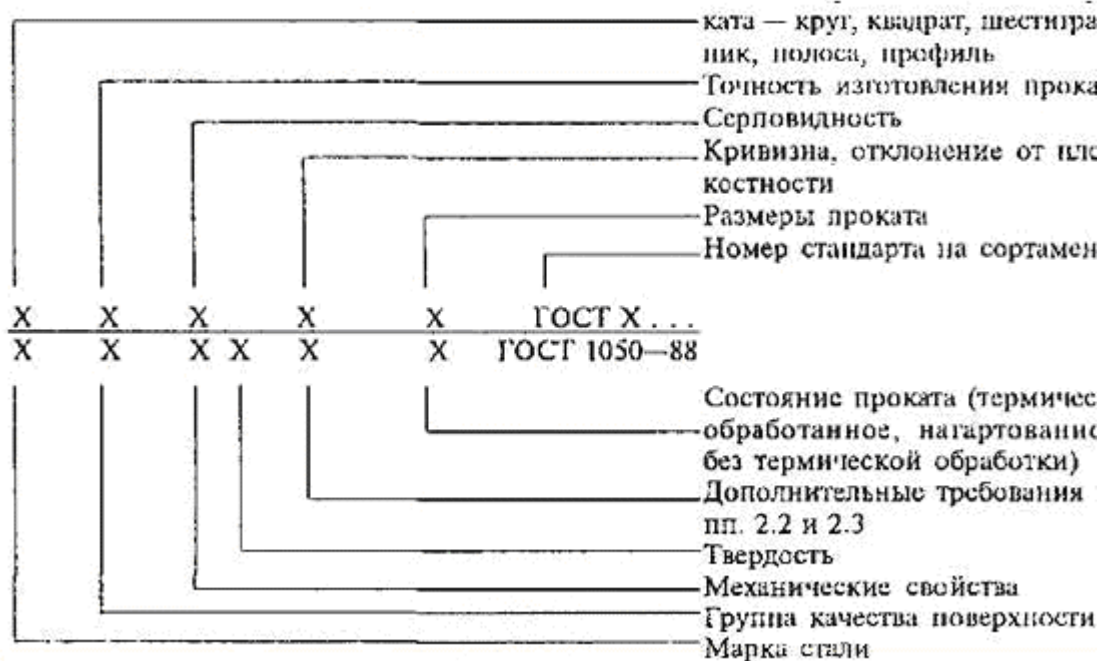 ката — круг, квадрат, шестигра
ник, полоса, профиль
Точность изготовления прока
Серповидность
Кривизна, отклонение от пло
костности
Размеры проката
Номер стандарта на сортамен
X X X X X ГОСТ X . . .
X X X X X X ГОСТ 1050—88
Состояние проката (термичес
обработанное, нагартованно
без термической обработки)
Дополнительные требования
пп. 2.2 и 2.3
Твердость
Механические свойства
Группа качества поверхности
Марка стали